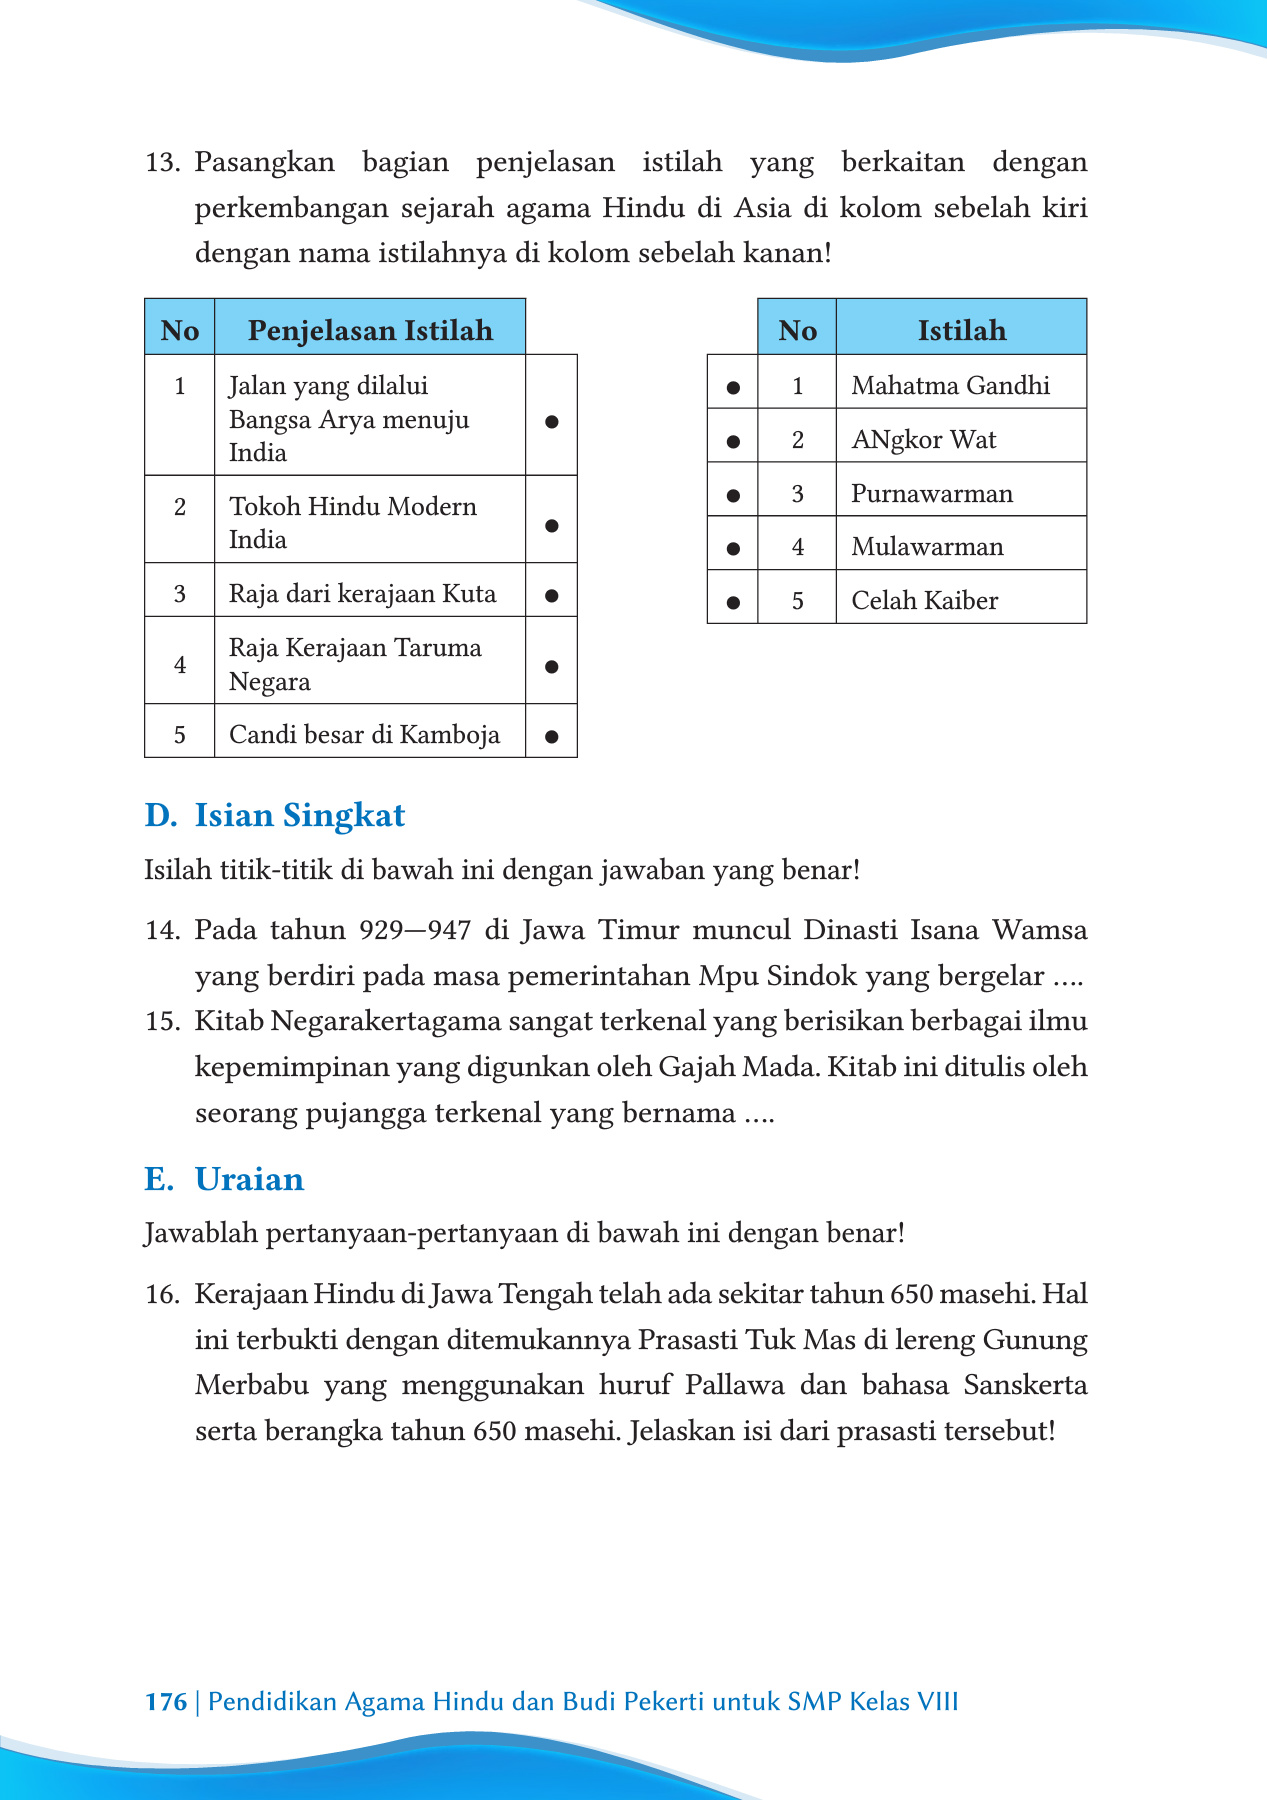 13. Pasangkan bagian penjelasan istilah yang berkaitan dengan
perkembangan sejarah agama Hindu di Asia di kolom sebelah kiri
dengan nama istilahnya di kolom sebelah kanan!
No Penjelasan Istilah
1 Jalan yang dilalui
Bangsa Arya menuju
India
2 Tokoh Hindu Modern
India
3 Raja dari kerajaan Kuta
4 Raja Kerajaan Taruma
Negara
5 Candi besar di Kamboja
No Istilah
1 Mahatma Gandhi
2 ANgkor Wat
3 Purnawarman
4 Mulawarman
5 Celah Kaiber
D. Isian Singkat
Isilah titik-titik di bawah ini dengan jawaban yang benar!
14. Pada tahun 929—947 di Jawa Timur muncul Dinasti Isana Wamsa
yang berdiri pada masa pemerintahan Mpu Sindok yang bergelar ....
15. Kitab Negarakertagama sangat terkenal yang berisikan berbagai ilmu
kepemimpinan yang digunkan oleh Gajah Mada. Kitab ini ditulis oleh
seorang pujangga terkenal yang bernama ....
E. Uraian
Jawablah pertanyaan-pertanyaan di bawah ini dengan benar!
16. Kerajaan Hindu di Jawa Tengah telah ada sekitar tahun 650 masehi. Hal
ini terbukti dengan ditemukannya Prasasti Tuk Mas di lereng Gunung
Merbabu yang menggunakan huruf Pallawa dan bahasa Sanskerta
serta berangka tahun 650 masehi. Jelaskan isi dari prasasti tersebut!
176 | Pendidikan Agama Hindu dan Budi Pekerti untuk SMP Kelas VIII